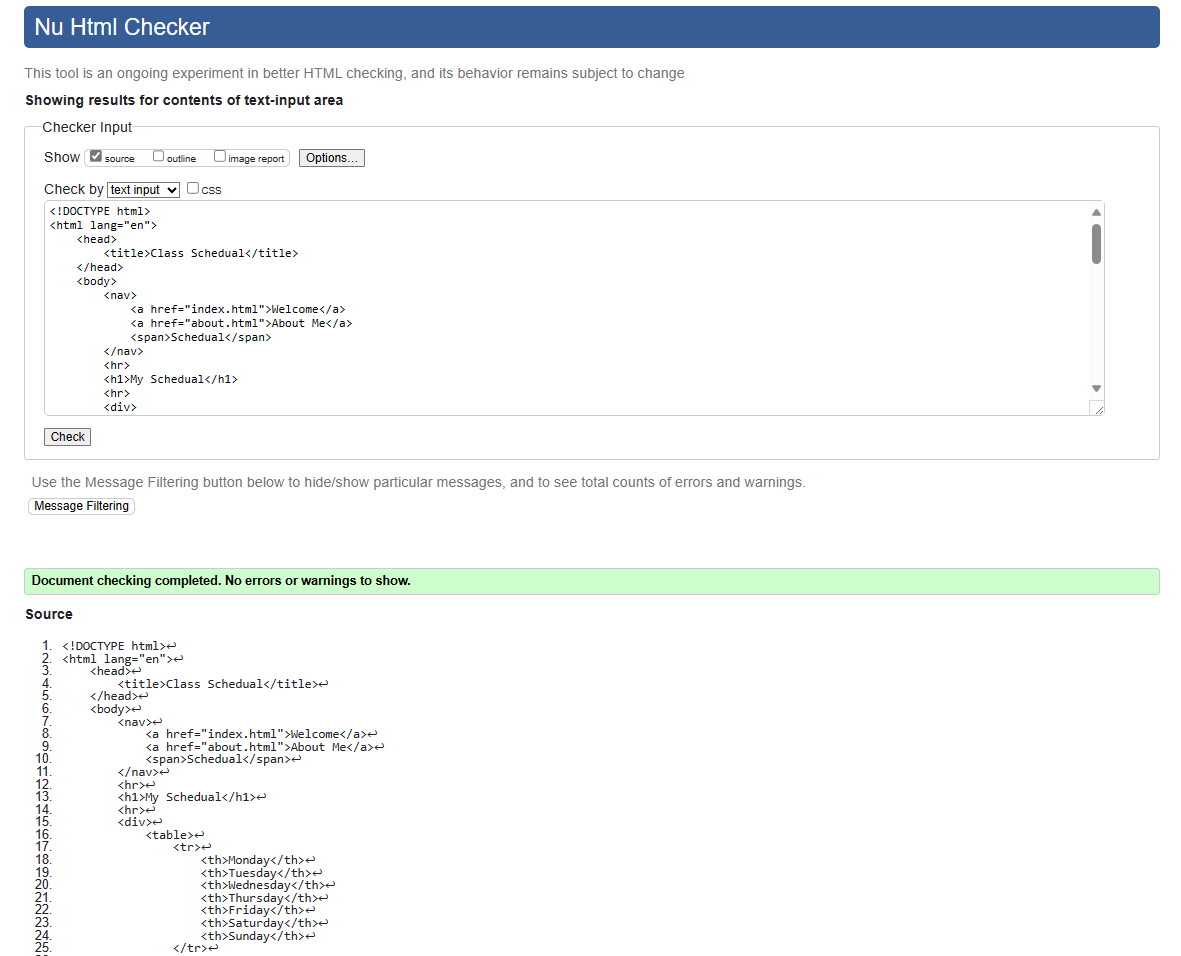 Nu Html Checker
This tool is an ongoing experiment in better HTML checking, and its behavior remains subject to change
Showing results for contents of text-input area
Checker Input
Show source outline image report Options...
Check by text input css
<!DOCTYPE html>
<html lang="en">
    <head>
        <title>Class Schedual</title>
    </head>
    <body>
        <nav>
            <a href="index.html">Welcome</a>
            <a href="about.html">About Me</a>
            <span>Schedual</span>
        </nav>
        <hr>
        <h1>My Schedual</h1>
        <hr>
        <div>
Check
Use the Message Filtering button below to hide/show particular messages, and to see total counts of errors and warnings.
Message Filtering
Document checking completed. No errors or warnings to show.
Source
1. <!DOCTYPE html>↩
2. <html lang="en">↩
3.     <head>↩
4.         <title>Class Schedual</title>↩
5.     </head>↩
6.     <body>↩
7.         <nav>↩
8.             <a href="index.html">Welcome</a>↩
9.             <a href="about.html">About Me</a>↩
10.             <span>Schedual</span>↩
11.         </nav>↩
12.         <hr>↩
13.         <h1>My Schedual</h1>↩
14.         <hr>↩
15.         <div>↩
16.             <table>↩
17.                 <tr>↩
18.                     <th>Monday</th>↩
19.                     <th>Tuesday</th>↩
20.                     <th>Wednesday</th>↩
21.                     <th>Thursday</th>↩
22.                     <th>Friday</th>↩
23.                     <th>Saturday</th>↩
24.                     <th>Sunday</th>↩
25.                 </tr>↩